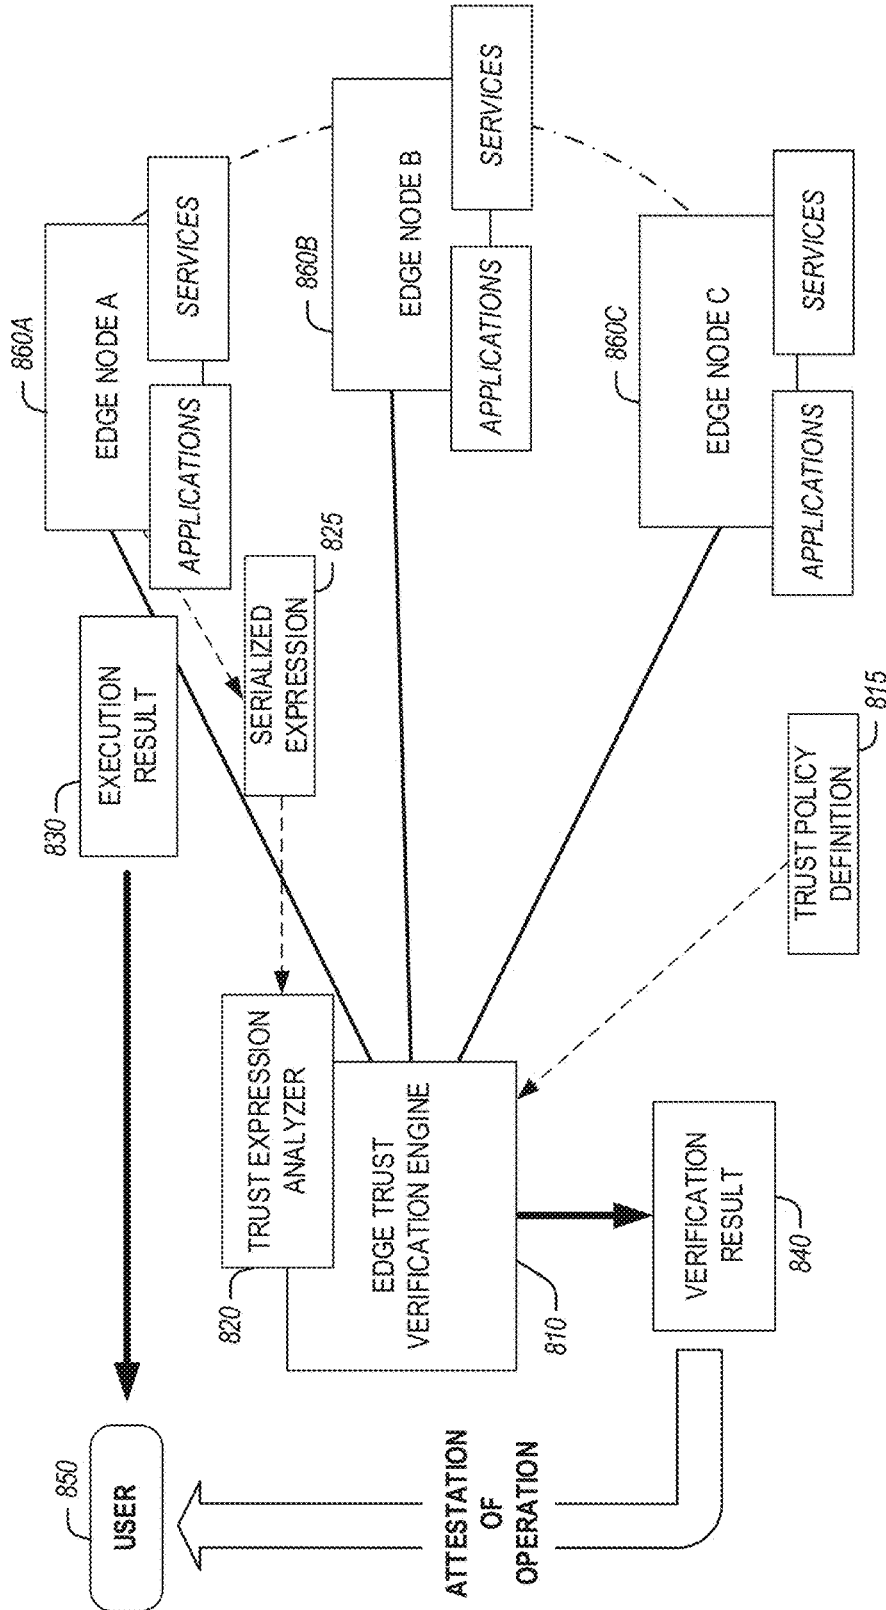 850
USER
ATTESTATION
OF
OPERATION
820
TRUST EXPRESSION
ANALYZER
EDGE TRUST
VERIFICATION ENGINE
810
VERIFICATION
RESULT
840
830
EXECUTION
RESULT
SERIALIZED
EXPRESSION
825
TRUST POLICY
DEFINITION
815
860A
EDGE NODE A
APPLICATIONS
SERVICES
860B
EDGE NODE B
APPLICATIONS
SERVICES
860C
EDGE NODE C
APPLICATIONS
SERVICES